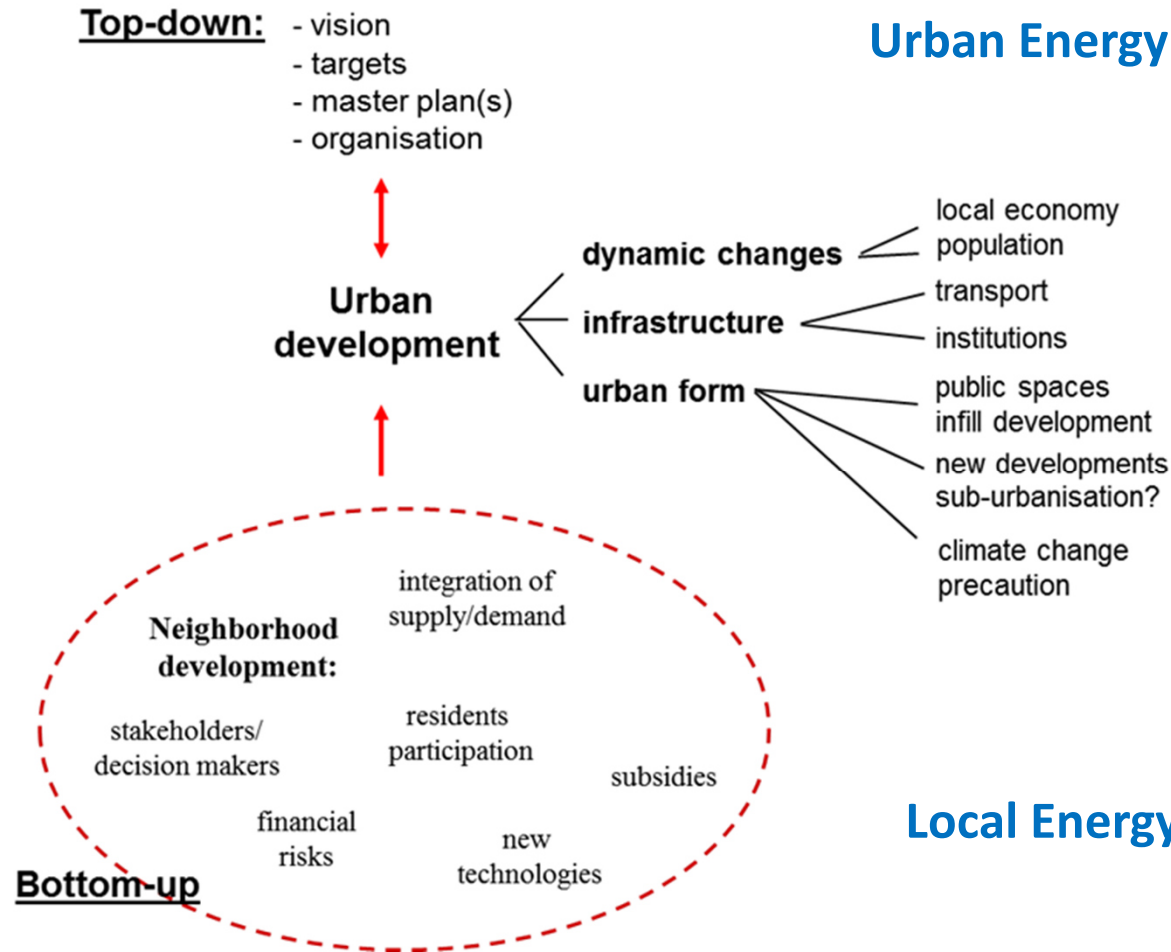 Top-down:
- vision
- targets
- master plan(s)
- organisation
Urban Energy
Urban
development
dynamic changes
infrastructure
urban form
local economy
population
transport
institutions
public spaces
infill development
new developments
sub-urbanisation?
climate change
precaution
Neighborhood
development:
integration of
supply/demand
stakeholders/
decision makers
residents
participation
subsidies
financial
risks
new
technologies
Bottom-up
Local Energy